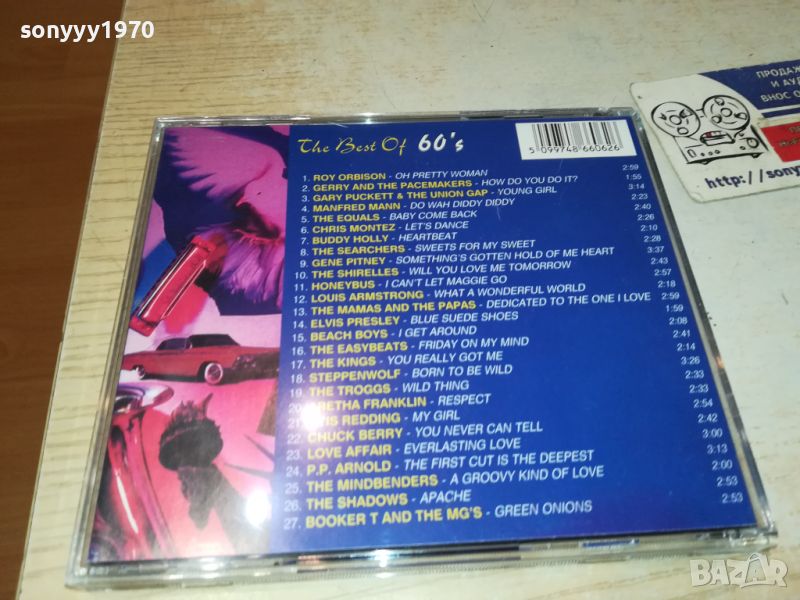 sonyyy1970
The Best Of 60's
5 099748 660626
1. ROY ORBISON - OH PRETTY WOMAN 2:59
2. GERRY AND THE PACEMAKERS - HOW DO YOU DO IT? 1:55
3. GARY PUCKETT & THE UNION GAP - YOUNG GIRL 3:14
4. MANFRED MANN - DO WAH DIDDY DIDDY 2:23
5. THE EQUALS - BABY COME BACK 2:40
6. CHRIS MONTEZ - LET'S DANCE 2:26
7. BUDDY HOLLY - HEARTBEAT 2:10
8. THE SEARCHERS - SWEETS FOR MY SWEET 2:28
9. GENE PITNEY - SOMETHING'S GOTTEN HOLD OF ME HEART 3:37
10. THE SHIRELLES - WILL YOU LOVE ME TOMORROW 2:43
11. HONEYBUS - I CAN'T LET MAGGIE GO 2:57
12. LOUIS ARMSTRONG - WHAT A WONDERFUL WORLD 2:18
13. THE MAMAS AND THE PAPAS - DEDICATED TO THE ONE I LOVE 2:59
14. ELVIS PRESLEY - BLUE SUEDE SHOES 1:59
15. BEACH BOYS - I GET AROUND 2:08
16. THE EASYBEATS - FRIDAY ON MY MIND 2:41
17. THE KINGS - YOU REALLY GOT ME 2:14
18. STEPPENWOLF - BORN TO BE WILD 3:26
19. THE TROGGS - WILD THING 2:33
20. ARETHA FRANKLIN - RESPECT 2:33
21. OTIS REDDING - MY GIRL 2:54
22. CHUCK BERRY - YOU NEVER CAN TELL 2:42
23. LOVE AFFAIR - EVERLASTING LOVE 3:00
24. P.P. ARNOLD - THE FIRST CUT IS THE DEEPEST 3:13
25. THE MINDBENDERS - A GROOVY KIND OF LOVE 2:00
26. THE SHADOWS - APACHE 2:53
27. BOOKER T AND THE MG'S - GREEN ONIONS 2:53
ПРОДАЖ
И АУД
ВНОС О
http://sony
BAZAR